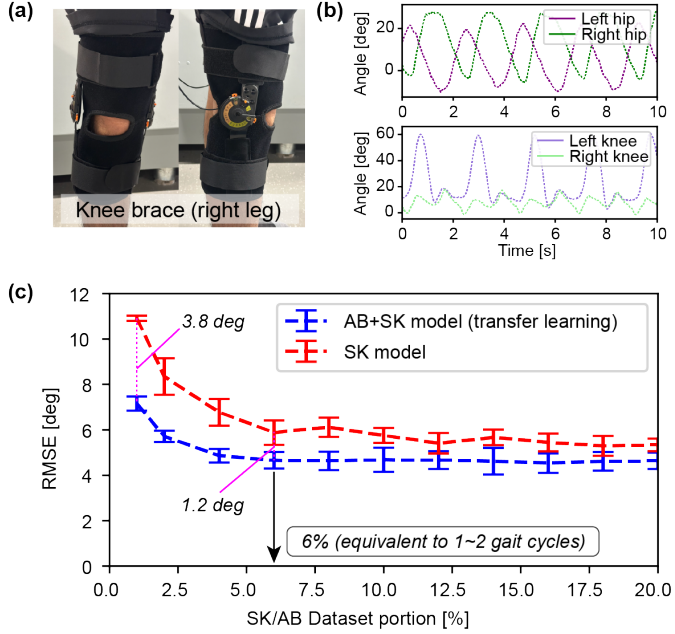 (a)
Knee brace (right leg)
(b)
Angle [deg]
20
0
Left hip
Right hip
0 2 4 6 8 10
Angle [deg]
60
40
20
0
Left knee
Right knee
0 2 4 6 8 10
Time [s]
(c)
RMSE [deg]
12
10
8
6
4
2
0
3.8 deg
AB+SK model (transfer learning)
SK model
1.2 deg
6% (equivalent to 1~2 gait cycles)
0.0 2.5 5.0 7.5 10.0 12.5 15.0 17.5 20.0
SK/AB Dataset portion [%]